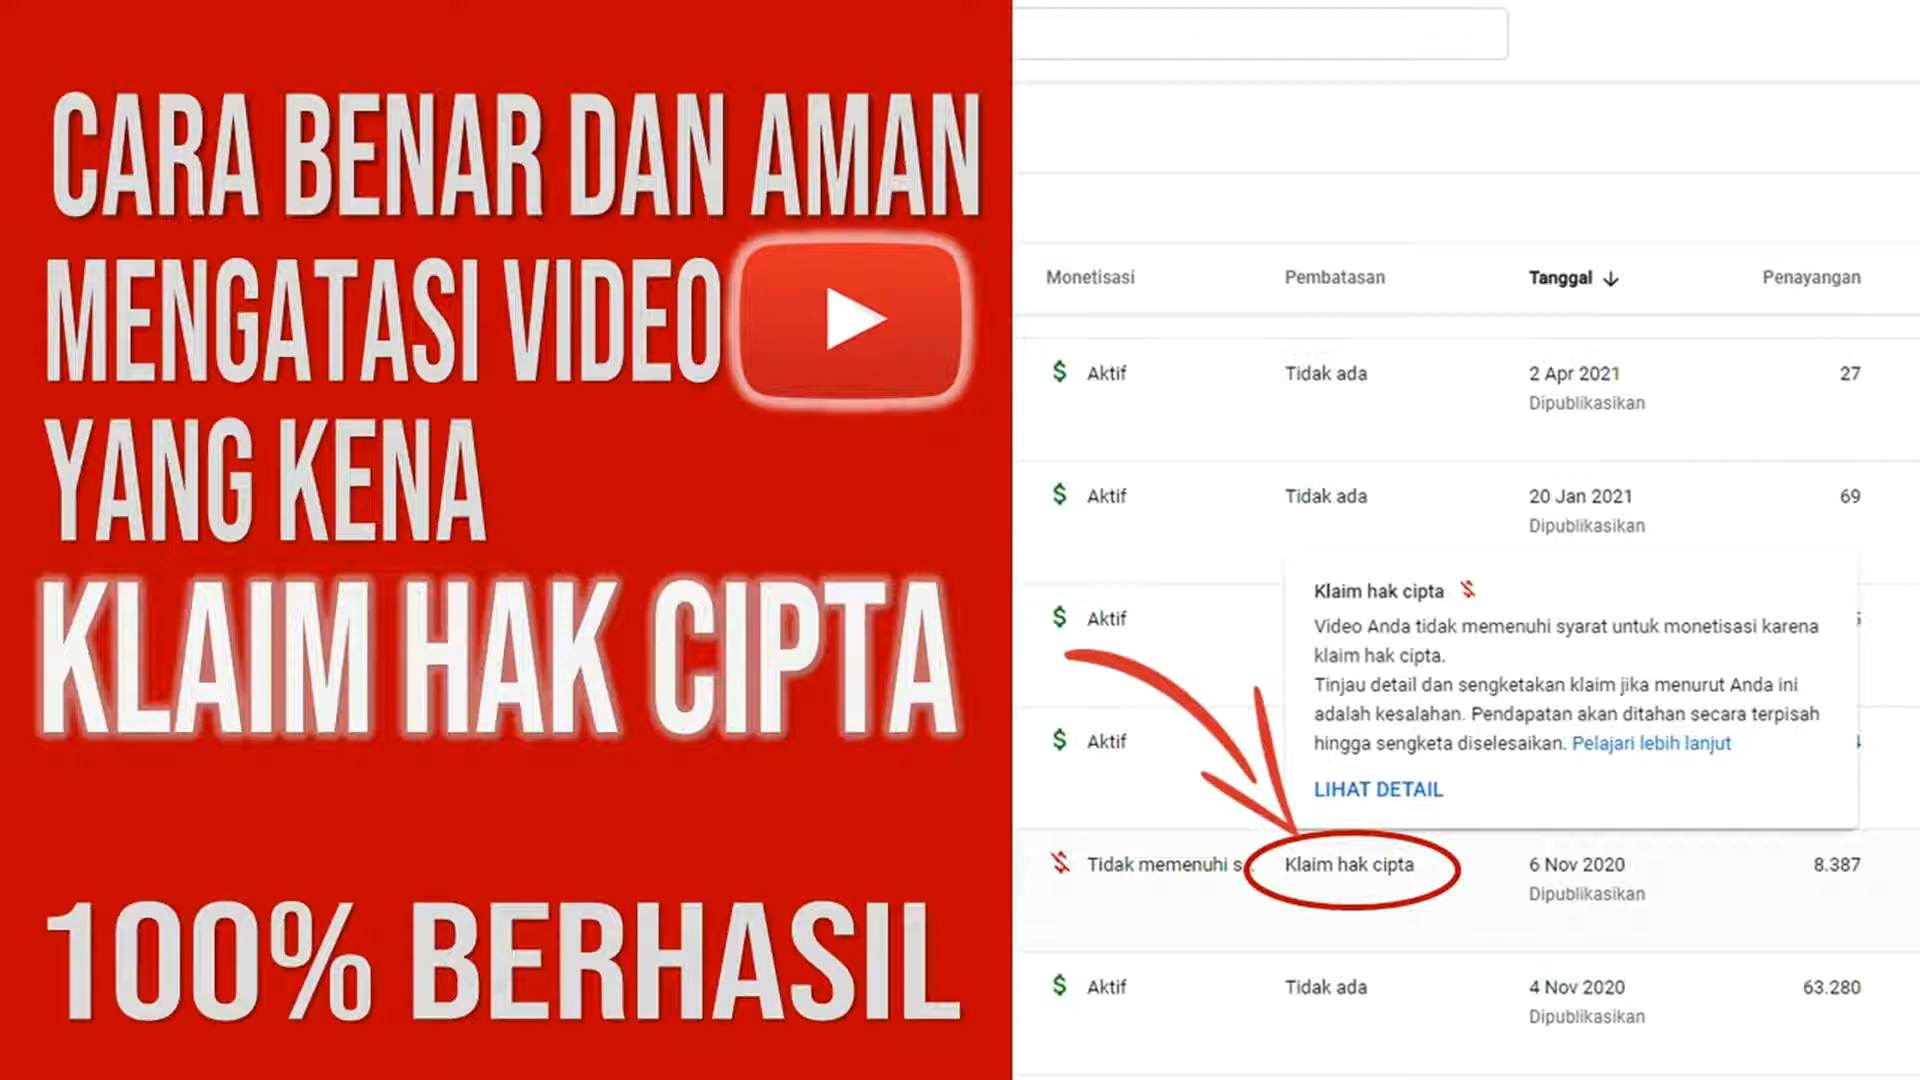 CARA BENAR DAN AMAN
MENGATASI VIDEO
YANG KENA
KLAIM HAK CIPTA
100% BERHASIL
Monetisasi Pembatasan Tanggal ↓ Penayangan
$ Aktif Tidak ada 2 Apr 2021 27
Dipublikasikan
$ Aktif Tidak ada 20 Jan 2021 69
Dipublikasikan
$ Aktif
$ Aktif
Klaim hak cipta
Video Anda tidak memenuhi syarat untuk monetisasi karena
klaim hak cipta.
Tinjau detail dan sengketakan klaim jika menurut Anda ini
adalah kesalahan. Pendapatan akan ditahan secara terpisah
hingga sengketa diselesaikan. Pelajari lebih lanjut
LIHAT DETAIL
Tidak memenuhi s... Klaim hak cipta 6 Nov 2020 8.387
Dipublikasikan
$ Aktif Tidak ada 4 Nov 2020 63.280
Dipublikasikan